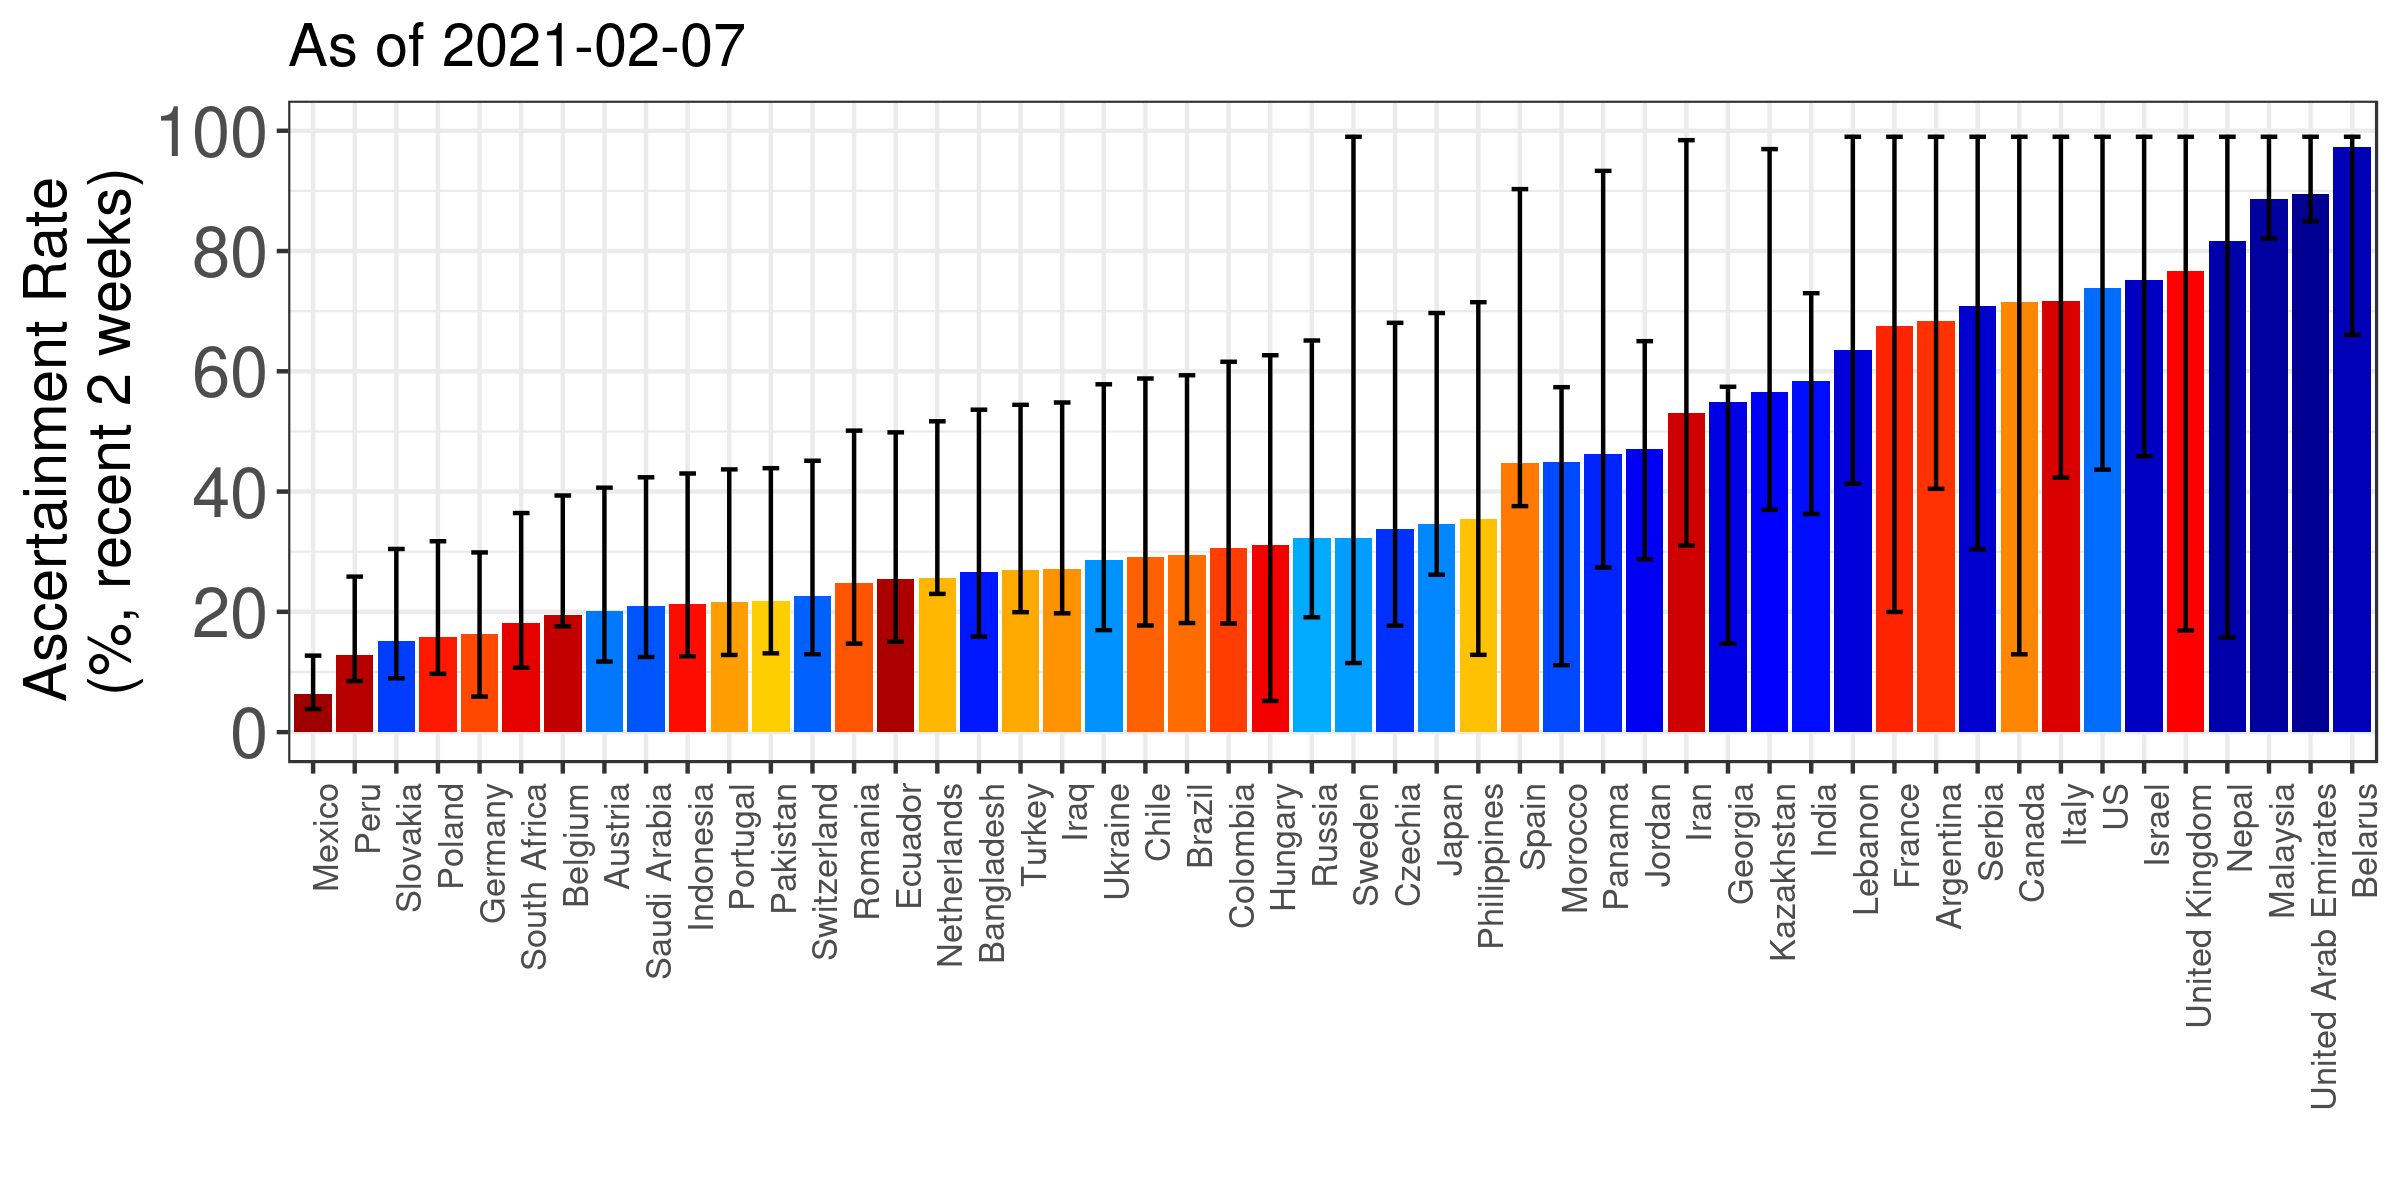 As of 2021-02-07
Ascertainment Rate
(%, recent 2 weeks)
100
80
60
40
20
0
Mexico
Peru
Slovakia
Poland
Germany
South Africa
Belgium
Austria
Saudi Arabia
Indonesia
Portugal
Pakistan
Switzerland
Romania
Ecuador
Netherlands
Bangladesh
Turkey
Iraq
Ukraine
Chile
Brazil
Colombia
Hungary
Russia
Sweden
Czechia
Japan
Philippines
Spain
Morocco
Panama
Jordan
Iran
Georgia
Kazakhstan
India
Lebanon
France
Argentina
Serbia
Canada
Italy
US
Israel
United Kingdom
Nepal
Malaysia
United Arab Emirates
Belarus